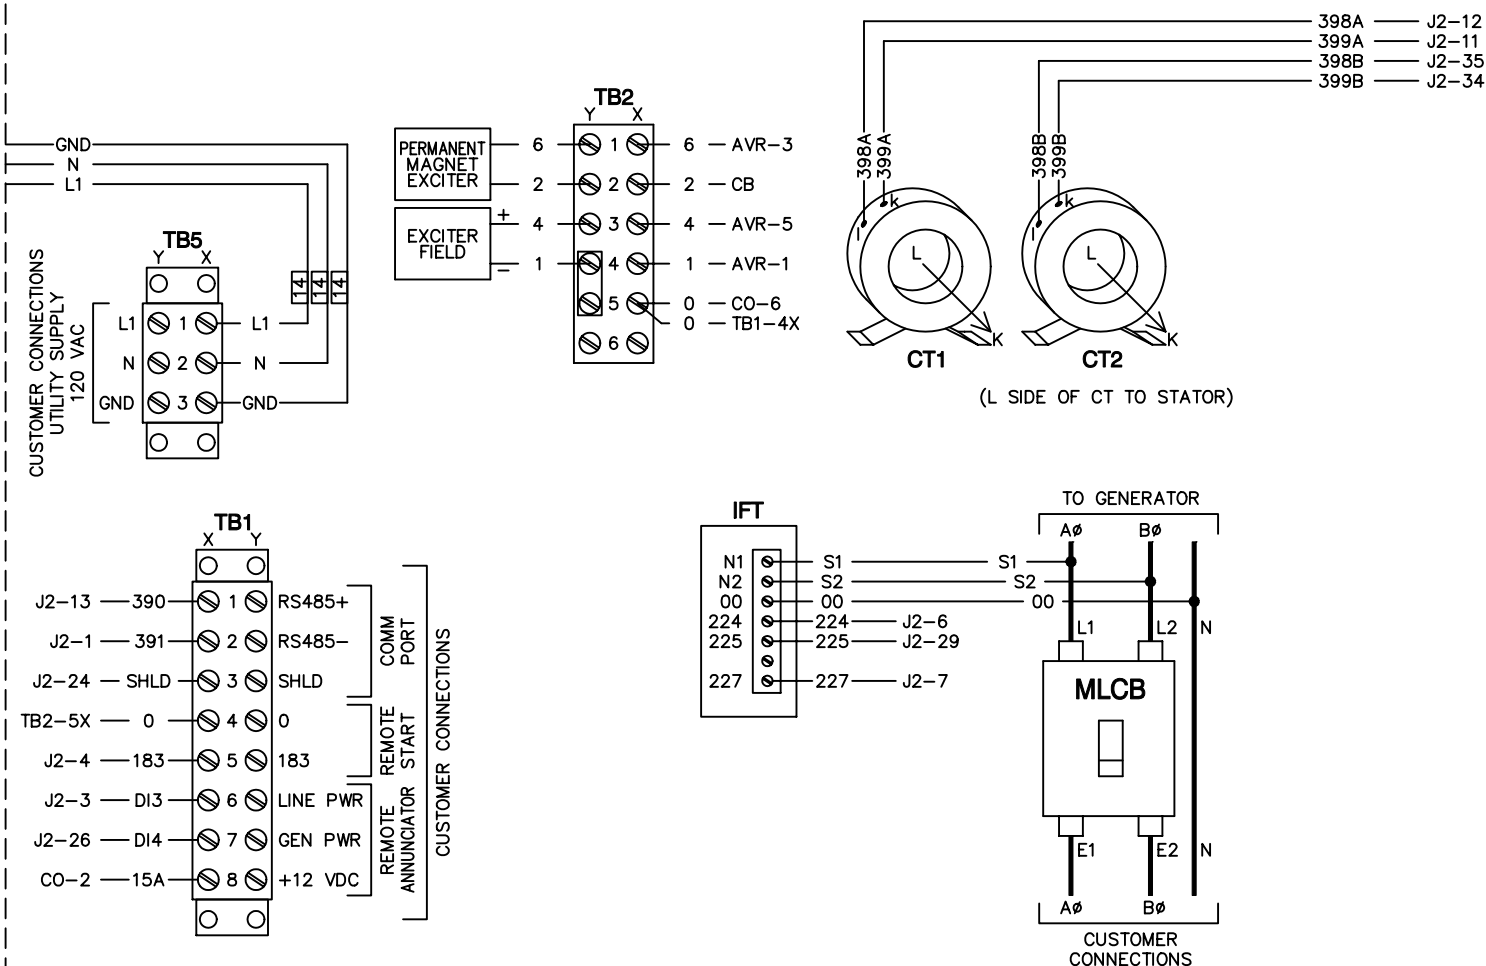 398A J2-12
399A J2-11
398B J2-35
399B J2-34
398A
399A
398B
399B
GND
N
L1
TB5
Y X
14
14
14
CUSTOMER CONNECTIONS
UTILITY SUPPLY
120 VAC
L1 1 L1
N 2 N
GND 3 GND
TB2
Y X
PERMANENT
MAGNET
EXCITER
EXCITER
FIELD
+
-
6 1 6 AVR-3
2 2 2 CB
4 3 4 AVR-5
1 4 1 AVR-1
5 0 CO-6
0 TB1-4X
6
l k
L
K
CT1
l k
L
K
CT2
(L SIDE OF CT TO STATOR)
TB1
X Y
J2-13 390 1 RS485+
J2-1 391 2 RS485-
J2-24 SHLD 3 SHLD
TB2-5X 0 4 0
J2-4 183 5 183
J2-3 DI3 6 LINE PWR
J2-26 DI4 7 GEN PWR
CO-2 15A 8 +12 VDC
COMM
PORT
REMOTE
START
REMOTE
ANNUNCIATOR
CUSTOMER CONNECTIONS
IFT
N1 S1 S1
N2 S2 S2
00 00 00
224 224 J2-6
225 225 J2-29
227 227 J2-7
TO GENERATOR
AØ BØ
L1 L2 N
MLCB
E1 E2 N
AØ BØ
CUSTOMER
CONNECTIONS